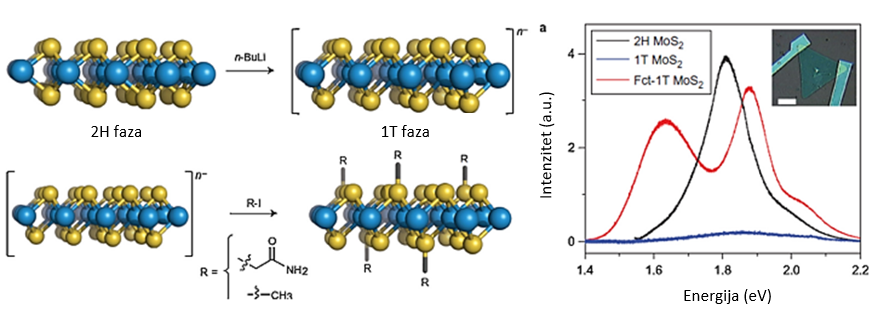 n-BuLi
n–
2H faza
1T faza
n–
R-I
R
R
R
R
R
R =
O
NH2
CH3
a
2H MoS2
1T MoS2
Fct-1T MoS2
Intenzitet (a.u.)
4
2
0
1.4 1.6 1.8 2.0 2.2
Energija (eV)